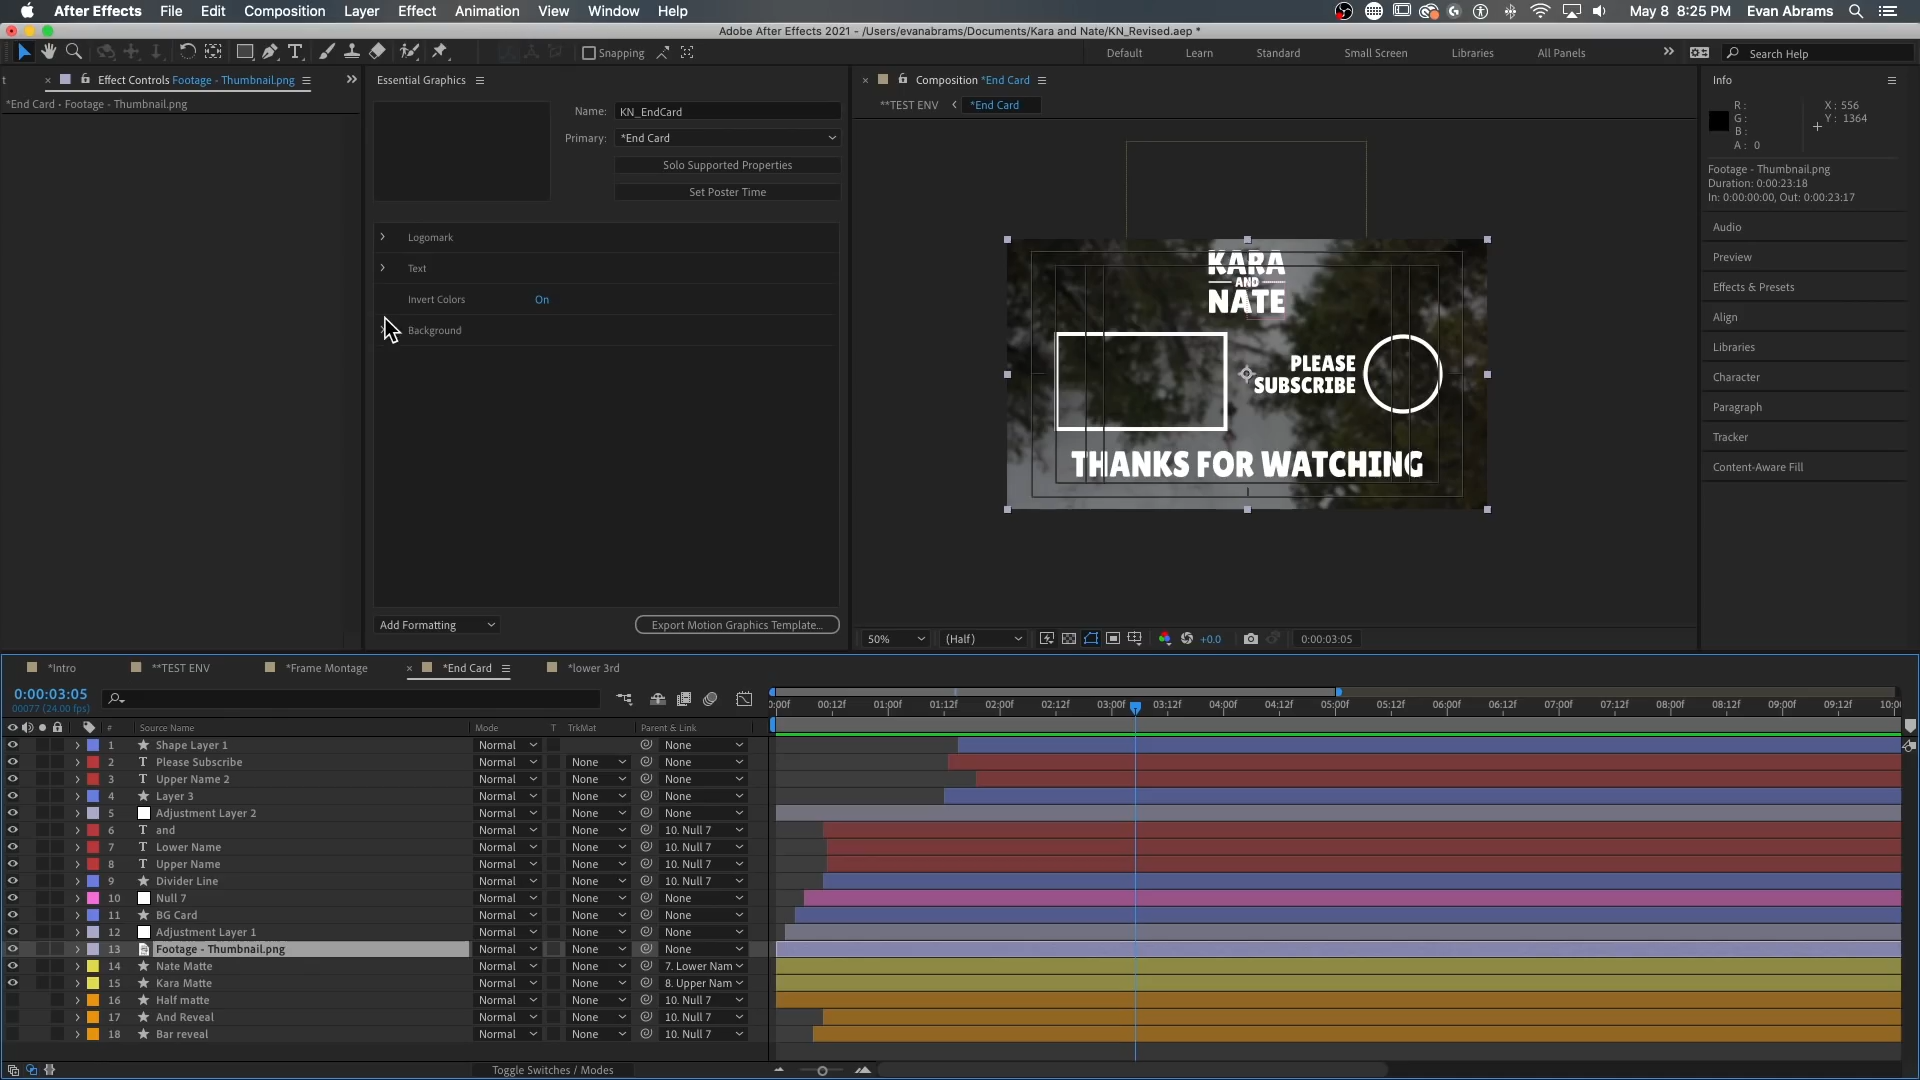 After Effects File Edit Composition Layer Effect Animation View Window Help May 8 8:25 PM Evan Abrams
Adobe After Effects 2021 - /Users/evanabrams/Documents/Kara and Nate/KN_Revised.aep *
Snapping Default Learn Standard Small Screen Libraries All Panels » Search Help
t × Effect Controls Footage - Thumbnail.png »
*End Card • Footage - Thumbnail.png
Essential Graphics
Name: KN_EndCard
Primary: *End Card
Solo Supported Properties
Set Poster Time
Logomark
Text
Invert Colors On
Background
Add Formatting Export Motion Graphics Template...
× Composition *End Card
**TEST ENV < *End Card
KARA
AND
NATE
PLEASE
SUBSCRIBE
THANKS FOR WATCHING
50% (Half) +0.0 0:00:03:05
Info
R: X: 556
G: Y: 1364
B:
A: 0
Footage - Thumbnail.png
Duration: 0:00:23:18
In: 0:00:00:00, Out: 0:00:23:17
Audio
Preview
Effects & Presets
Align
Libraries
Character
Paragraph
Tracker
Content-Aware Fill
*Intro **TEST ENV *Frame Montage × *End Card *lower 3rd
0:00:03:05
00077 (24.00 fps)
0:00f 00:12f 01:00f 01:12f 02:00f 02:12f 03:00f 03:12f 04:00f 04:12f 05:00f 05:12f 06:00f 06:12f 07:00f 07:12f 08:00f 08:12f 09:00f 09:12f 10:0
# Source Name Mode T TrkMat Parent & Link
1 Shape Layer 1 Normal None
2 T Please Subscribe Normal None None
3 T Upper Name 2 Normal None None
4 Layer 3 Normal None None
5 Adjustment Layer 2 Normal None None
6 T and Normal None 10. Null 7
7 T Lower Name Normal None 10. Null 7
8 T Upper Name Normal None 10. Null 7
9 Divider Line Normal None 10. Null 7
10 Null 7 Normal None None
11 BG Card Normal None None
12 Adjustment Layer 1 Normal None None
13 Footage - Thumbnail.png Normal None None
14 Nate Matte Normal None 7. Lower Nam
15 Kara Matte Normal None 8. Upper Nam
16 Half matte Normal None 10. Null 7
17 And Reveal Normal None 10. Null 7
18 Bar reveal Normal None 10. Null 7
Toggle Switches / Modes